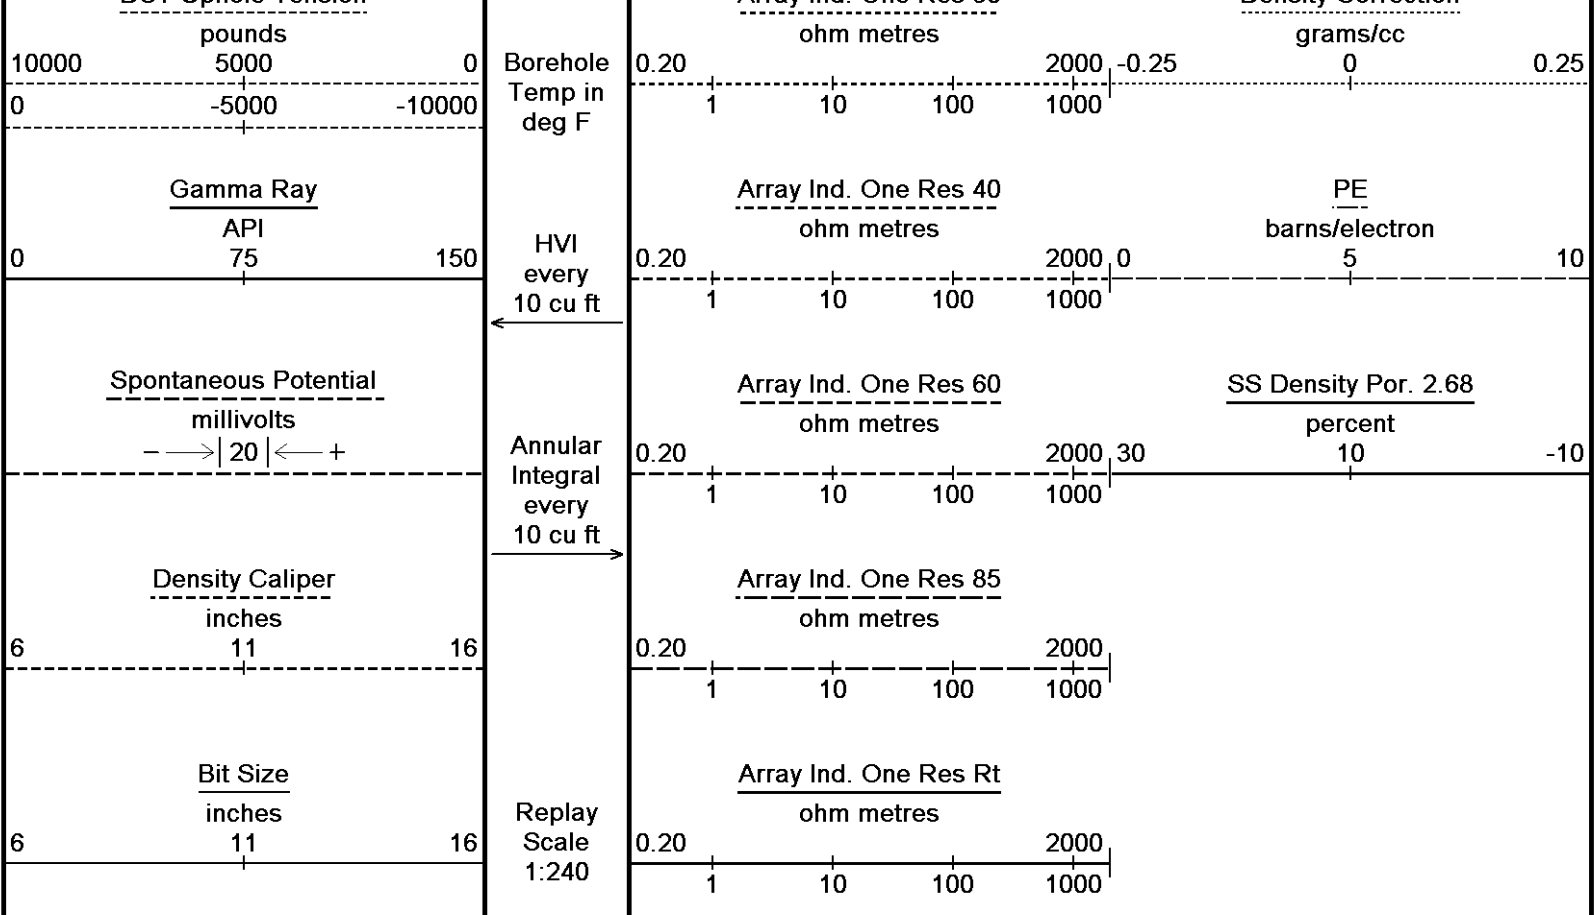 pounds
10000 5000 0
0 -5000 -10000
Gamma Ray
API
0 75 150
Spontaneous Potential
millivolts
− 20 +
Density Caliper
inches
6 11 16
Bit Size
inches
6 11 16
Borehole
Temp in
deg F
HVI
every
10 cu ft
Annular
Integral
every
10 cu ft
Replay
Scale
1:240
ohm metres
0.20 2000
1 10 100 1000
Array Ind. One Res 40
ohm metres
0.20 2000
1 10 100 1000
Array Ind. One Res 60
ohm metres
0.20 2000
1 10 100 1000
Array Ind. One Res 85
ohm metres
0.20 2000
1 10 100 1000
Array Ind. One Res Rt
ohm metres
0.20 2000
1 10 100 1000
Density Correction
grams/cc
-0.25 0 0.25
PE
barns/electron
0 5 10
SS Density Por. 2.68
percent
30 10 -10